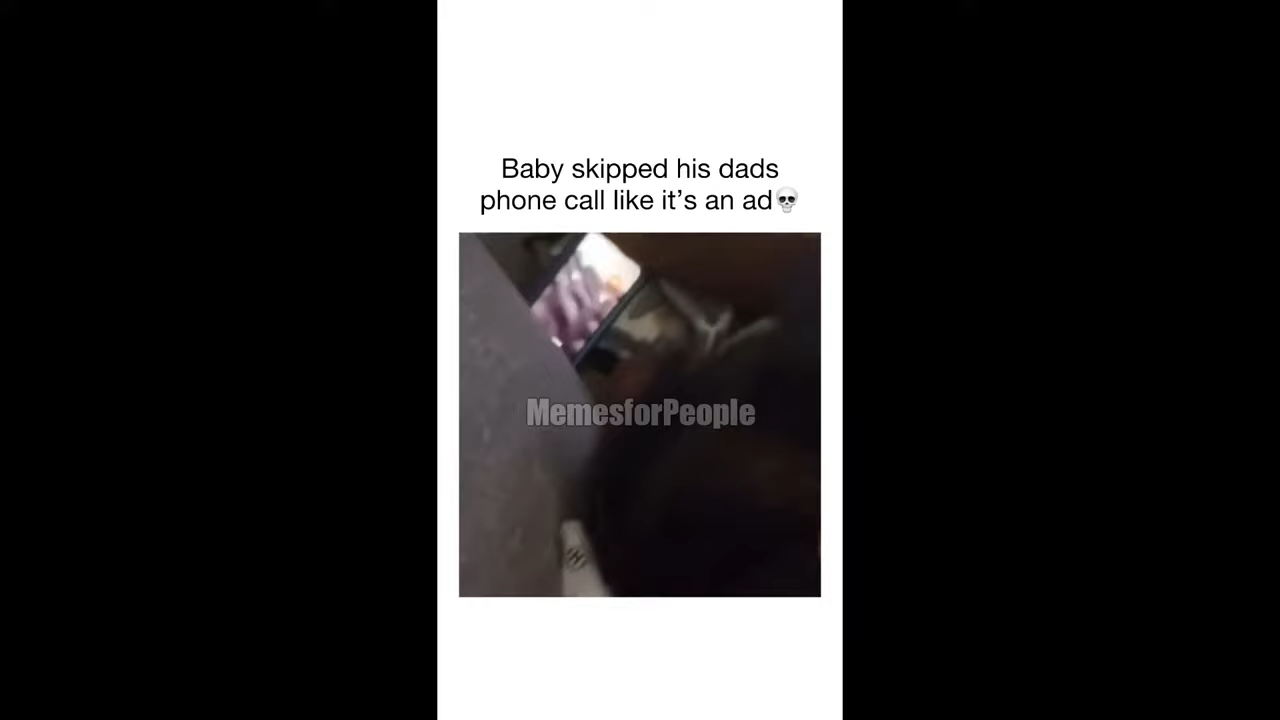 Baby skipped his dads
phone call like it’s an ad💀
MemesforPeople